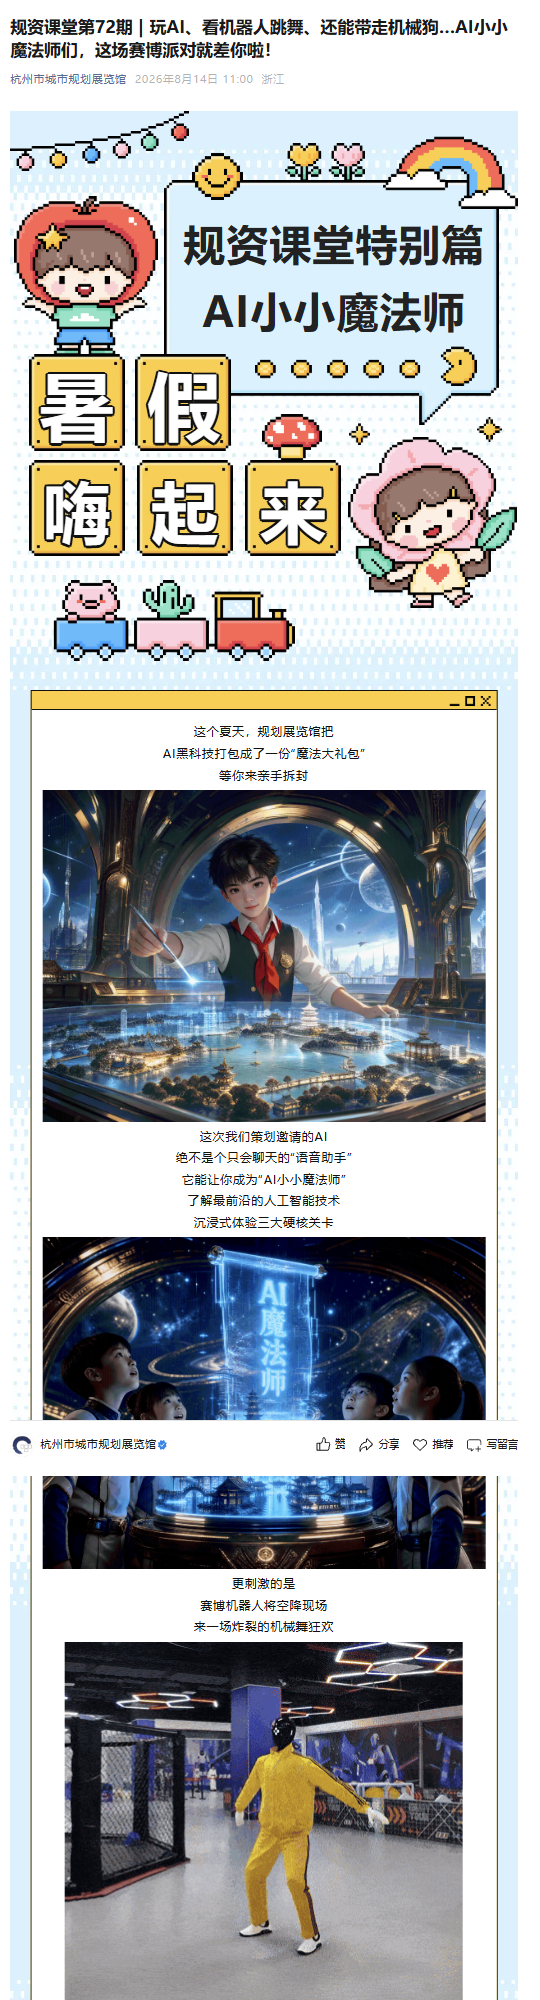 规资课堂第72期 | 玩AI、看机器人跳舞、还能带走机械狗...AI小小
魔法师们，这场赛博派对就差你啦！
杭州市城市规划展览馆 2026年8月14日 11:00 浙江
规资课堂特别篇
AI小小魔法师
暑假
嗨起来
这个夏天，规划展览馆把
AI黑科技打包成了一份“魔法大礼包”
等你来亲手拆封
这次我们策划邀请的AI
绝不是个只会聊天的“语音助手”
它能让你成为“AI小小魔法师”
了解最前沿的人工智能技术
沉浸式体验三大硬核关卡
AI魔法师
杭州市城市规划展览馆 赞 分享 推荐 写留言
更刺激的是
赛博机器人将空降现场
来一场炸裂的机械舞狂欢